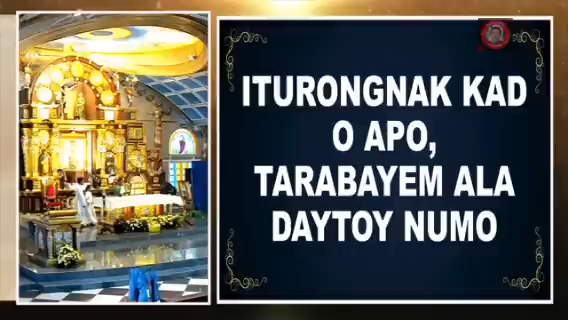 ITURONGNAK KAD
O APO,
TARABAYEM ALA
DAYTOY NUMO